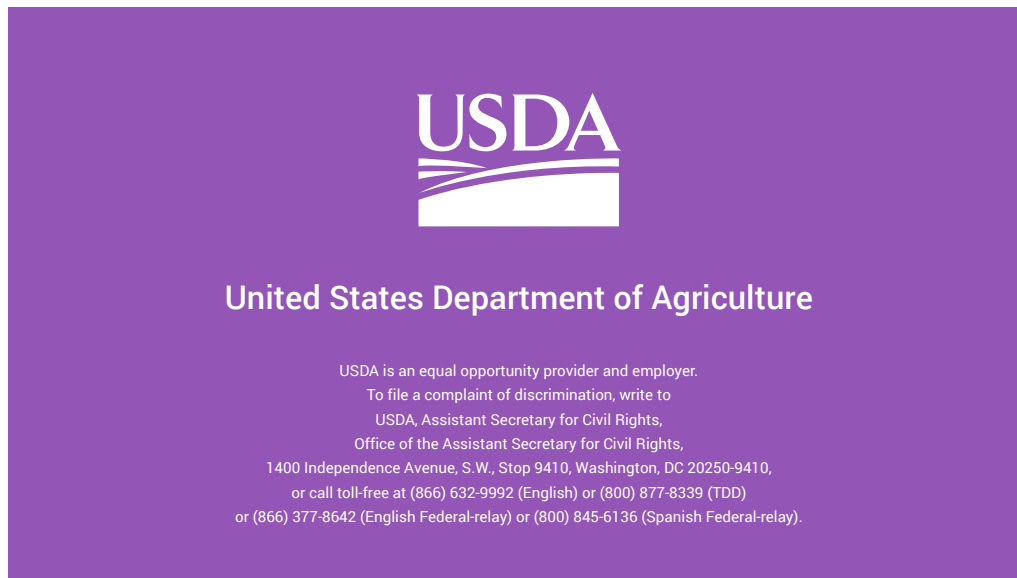 USDA
United States Department of Agriculture
USDA is an equal opportunity provider and employer.
To file a complaint of discrimination, write to
USDA, Assistant Secretary for Civil Rights,
Office of the Assistant Secretary for Civil Rights,
1400 Independence Avenue, S.W., Stop 9410, Washington, DC 20250-9410,
or call toll-free at (866) 632-9992 (English) or (800) 877-8339 (TDD)
or (866) 377-8642 (English Federal-relay) or (800) 845-6136 (Spanish Federal-relay).